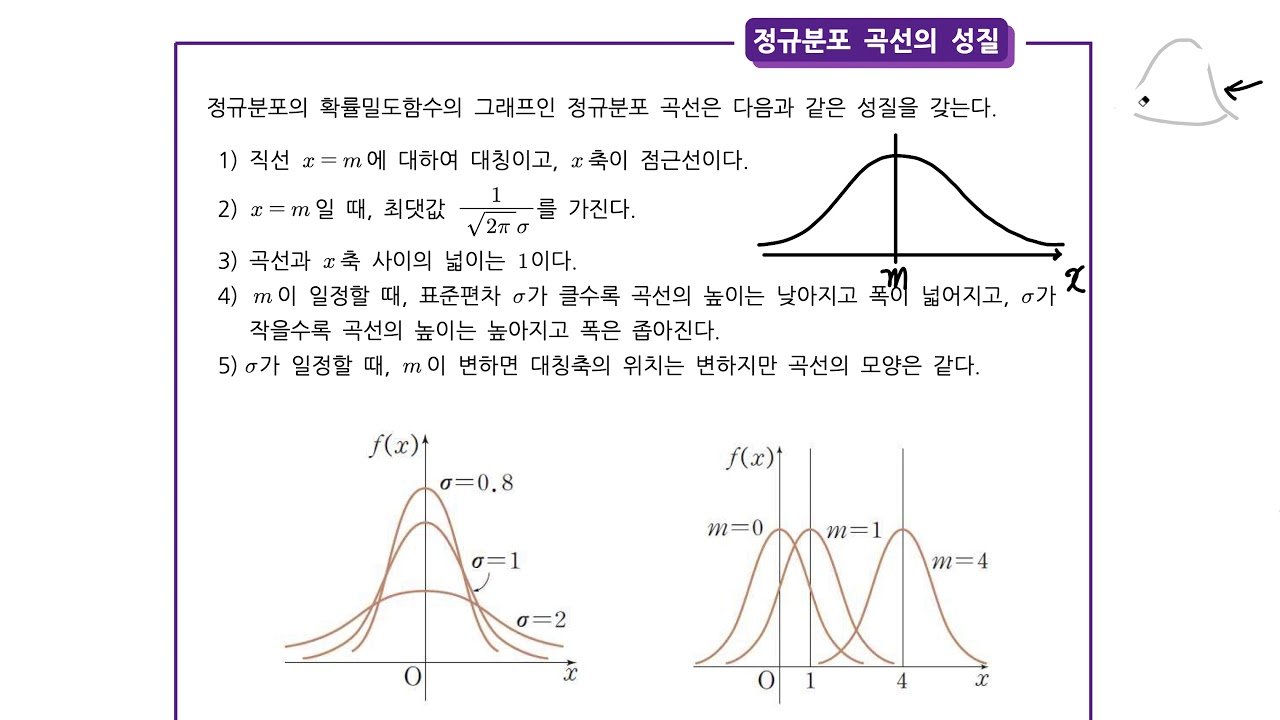 정규분포 곡선의 성질
정규분포의 확률밀도함수의 그래프인 정규분포 곡선은 다음과 같은 성질을 갖는다.
1) 직선 x = m에 대하여 대칭이고, x축이 점근선이다.
2) x = m일 때, 최댓값 1/(√2π σ)를 가진다.
3) 곡선과 x축 사이의 넓이는 1이다.
m
x
4) m이 일정할 때, 표준편차 σ가 클수록 곡선의 높이는 낮아지고 폭이 넓어지고, σ가
작을수록 곡선의 높이는 높아지고 폭은 좁아진다.
5) σ가 일정할 때, m이 변하면 대칭축의 위치는 변하지만 곡선의 모양은 같다.
f(x)
σ=0.8
σ=1
σ=2
O
x
f(x)
m=0
m=1
m=4
O 1 4 x